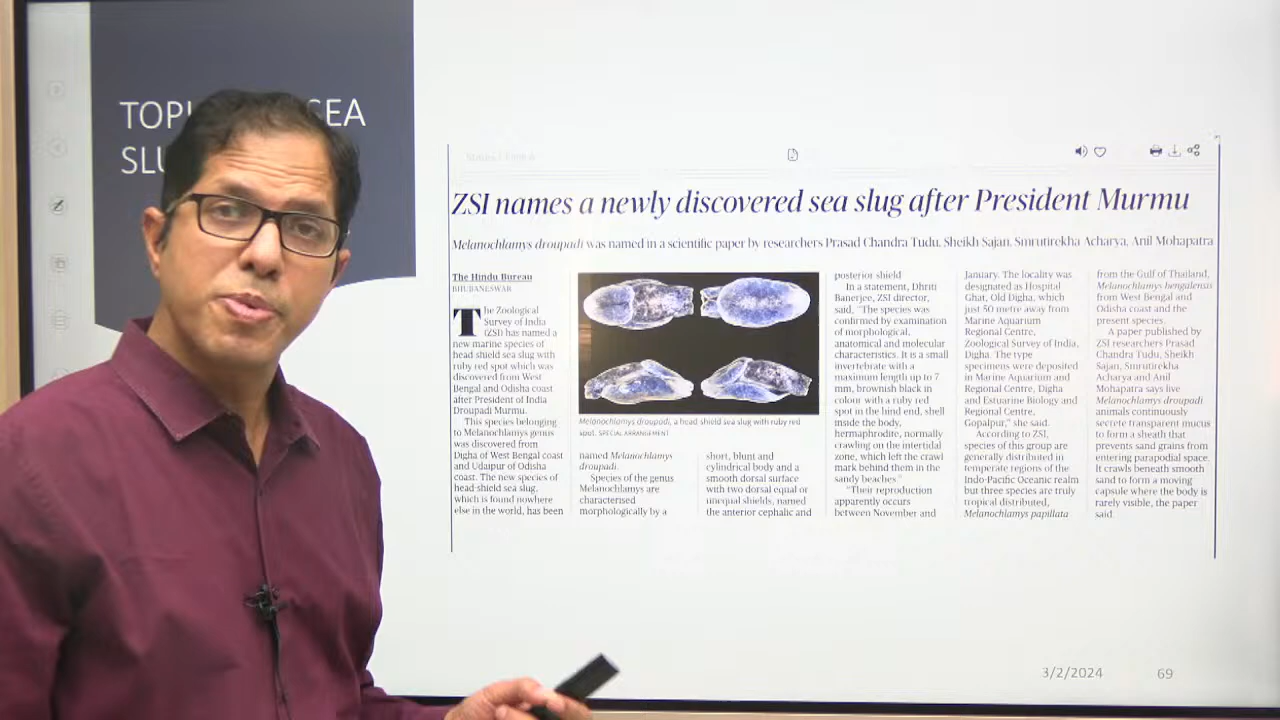 SEA
ZSI names a newly discovered sea slug after President Murmu
Melanochlamys droupadi was named in a scientific paper by researchers Prasad Chandra Tudu, Sheikh Sajan, Smrutirekha Acharya, Anil Mohapatra
The Hindu Bureau
BHUBANESWAR
The Zoological
Survey of India
(ZSI) has named a
new marine species of
head shield sea slug with
ruby red spot which was
discovered from West
Bengal and Odisha coast
after President of India
Droupadi Murmu.
This species belonging
to Melanochlamys genus
was discovered from
Digha of West Bengal coast
and Udaipur of Odisha
coast. The new species of
head-shield sea slug,
which is found nowhere
else in the world, has been
Melanochlamys droupadi, a head shield sea slug with ruby red
spot. SPECIAL ARRANGEMENT
named Melanochlamys
droupadi.
Species of the genus
Melanochlamys are
characterised
morphologically by a
short, blunt and
cylindrical body and a
smooth dorsal surface
with two dorsal equal or
unequal shields, named
the anterior cephalic and
posterior shield
In a statement, Dhriti
Banerjee, ZSI director,
said, "The species was
confirmed by examination
of morphological,
anatomical and molecular
characteristics. It is a small
invertebrate with a
maximum length up to 7
mm, brownish black in
colour with a ruby red
spot in the hind end, shell
inside the body,
hermaphrodite, normally
crawling on the intertidal
zone, which left the crawl
mark behind them in the
sandy beaches."
"Their reproduction
apparently occurs
between November and
January. The locality was
designated as Hospital
Ghat, Old Digha, which
just 50 metre away from
Marine Aquarium
Regional Centre,
Zoological Survey of India,
Digha. The type
specimens were deposited
in Marine Aquarium and
Regional Centre, Digha
and Estuarine Biology and
Regional Centre,
Gopalpur," she said.
According to ZSI,
species of this group are
generally distributed in
temperate regions of the
Indo-Pacific Oceanic realm
but three species are truly
tropical distributed,
Melanochlamys papillata
from the Gulf of Thailand,
Melanochlamys bengalensis
from West Bengal and
Odisha coast and the
present species.
A paper published by
ZSI researchers Prasad
Chandra Tudu, Sheikh
Sajan, Smrutirekha
Acharya and Anil
Mohapatra says live
Melanochlamys droupadi
animals continuously
secrete transparent mucus
to form a sheath that
prevents sand grains from
entering parapodial space.
It crawls beneath smooth
sand to form a moving
capsule where the body is
rarely visible, the paper
said.
3/2/2024 69